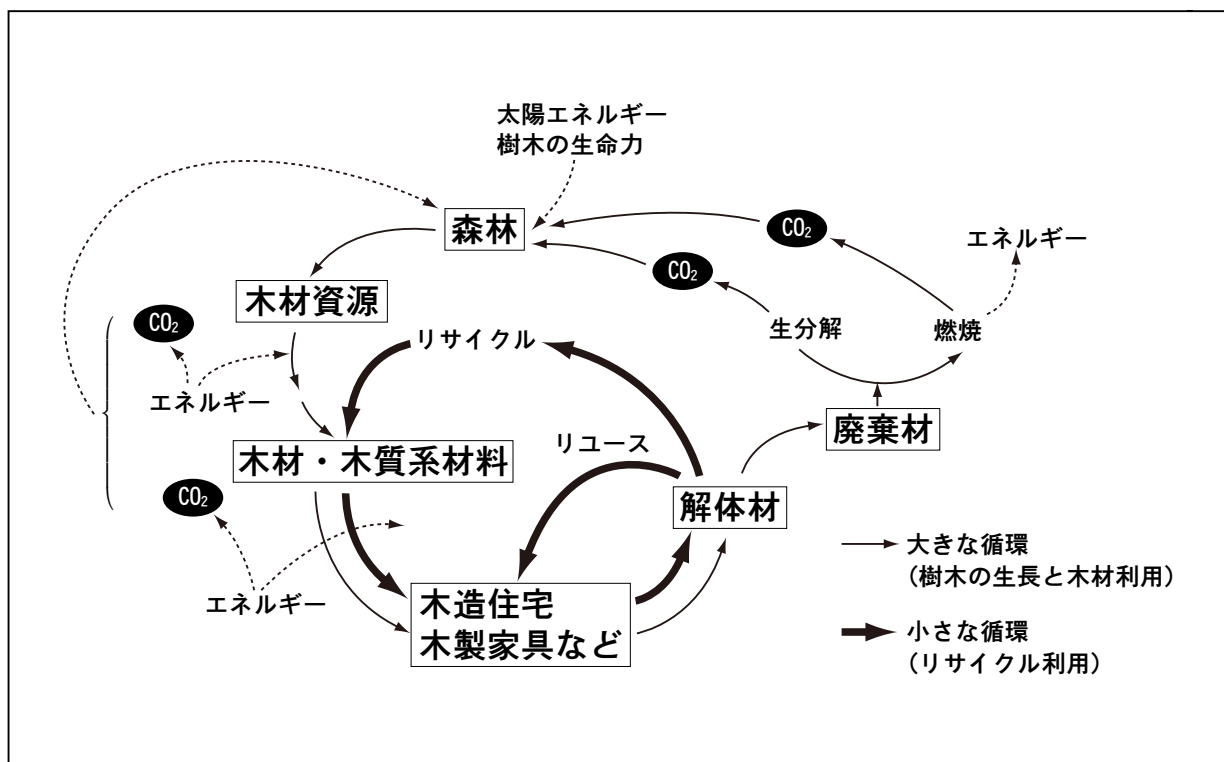 太陽エネルギー
樹木の生命力
森林
CO₂
エネルギー
CO₂
木材資源
CO₂
生分解
燃焼
リサイクル
エネルギー
廃棄材
リユース
木材・木質系材料
CO₂
解体材
大きな循環
（樹木の生長と木材利用）
エネルギー
木造住宅
木製家具など
小さな循環
（リサイクル利用）